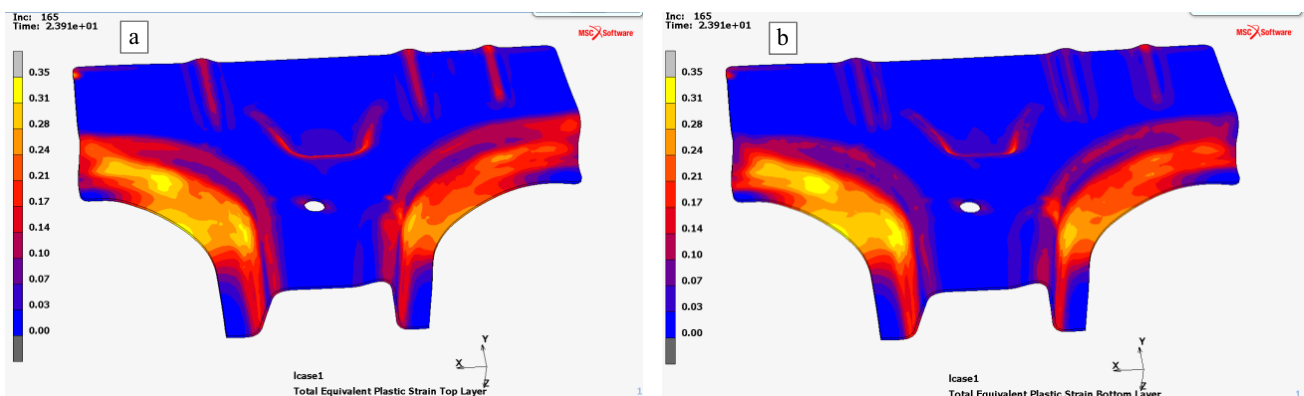 Inc: 165
Time: 2.391e+01
a
MSC Software
0.35
0.31
0.28
0.24
0.21
0.17
0.14
0.10
0.07
0.03
0.00
Y
X
Z
lcase1
Total Equivalent Plastic Strain Top Layer
1
Inc: 165
Time: 2.391e+01
b
MSC Software
0.35
0.31
0.28
0.24
0.21
0.17
0.14
0.10
0.07
0.03
0.00
Y
X
Z
lcase1
Total Equivalent Plastic Strain Bottom Layer
1